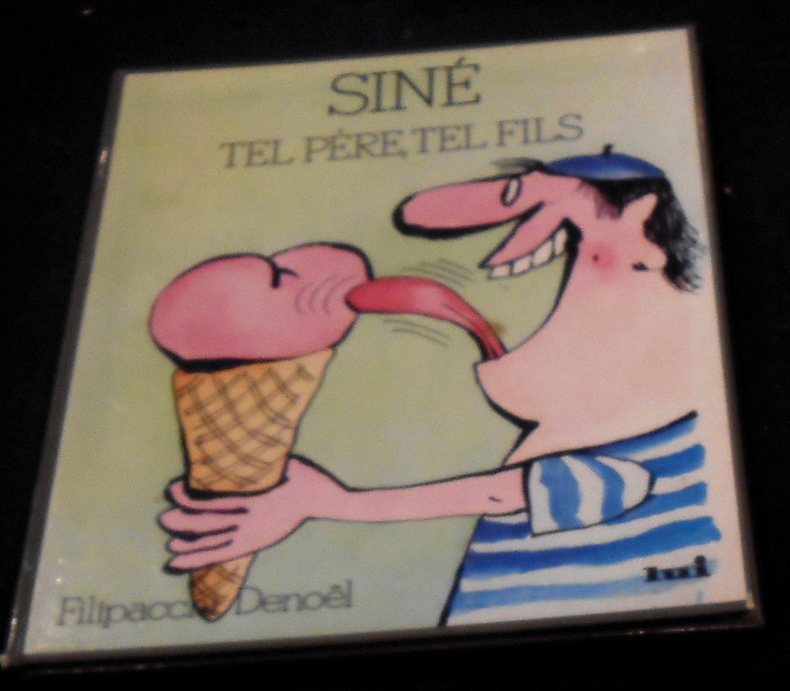 SINÉ
TEL PÈRE, TEL FILS
lui
Filipacchi Denoël